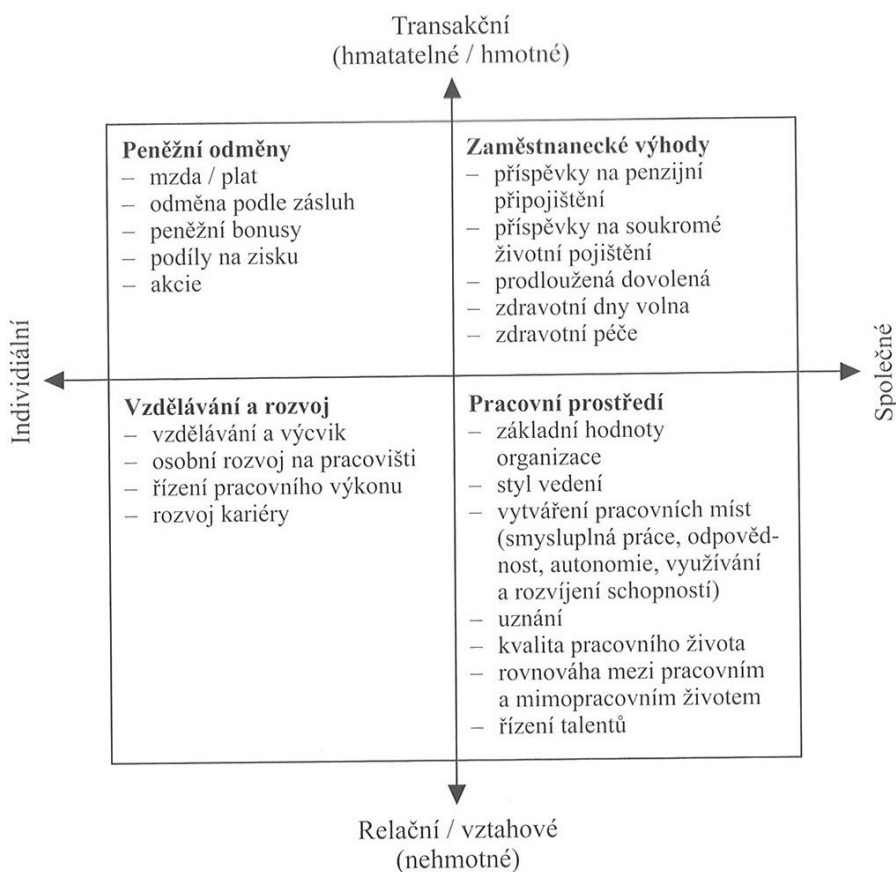 Transakční
(hmatatelné / hmotné)
Peněžní odměny
– mzda / plat
– odměna podle zásluh
– peněžní bonusy
– podíly na zisku
– akcie
Zaměstnanecké výhody
– příspěvky na penzijní
připojištění
– příspěvky na soukromé
životní pojištění
– prodloužená dovolená
– zdravotní dny volna
– zdravotní péče
Individiální
Společné
Vzdělávání a rozvoj
– vzdělávání a výcvik
– osobní rozvoj na pracovišti
– řízení pracovního výkonu
– rozvoj kariéry
Pracovní prostředí
– základní hodnoty
organizace
– styl vedení
– vytváření pracovních míst
(smysluplná práce, odpověd-
nost, autonomie, využívání
a rozvíjení schopností)
– uznání
– kvalita pracovního života
– rovnováha mezi pracovním
a mimopracovním životem
– řízení talentů
Relační / vztahové
(nehmotné)